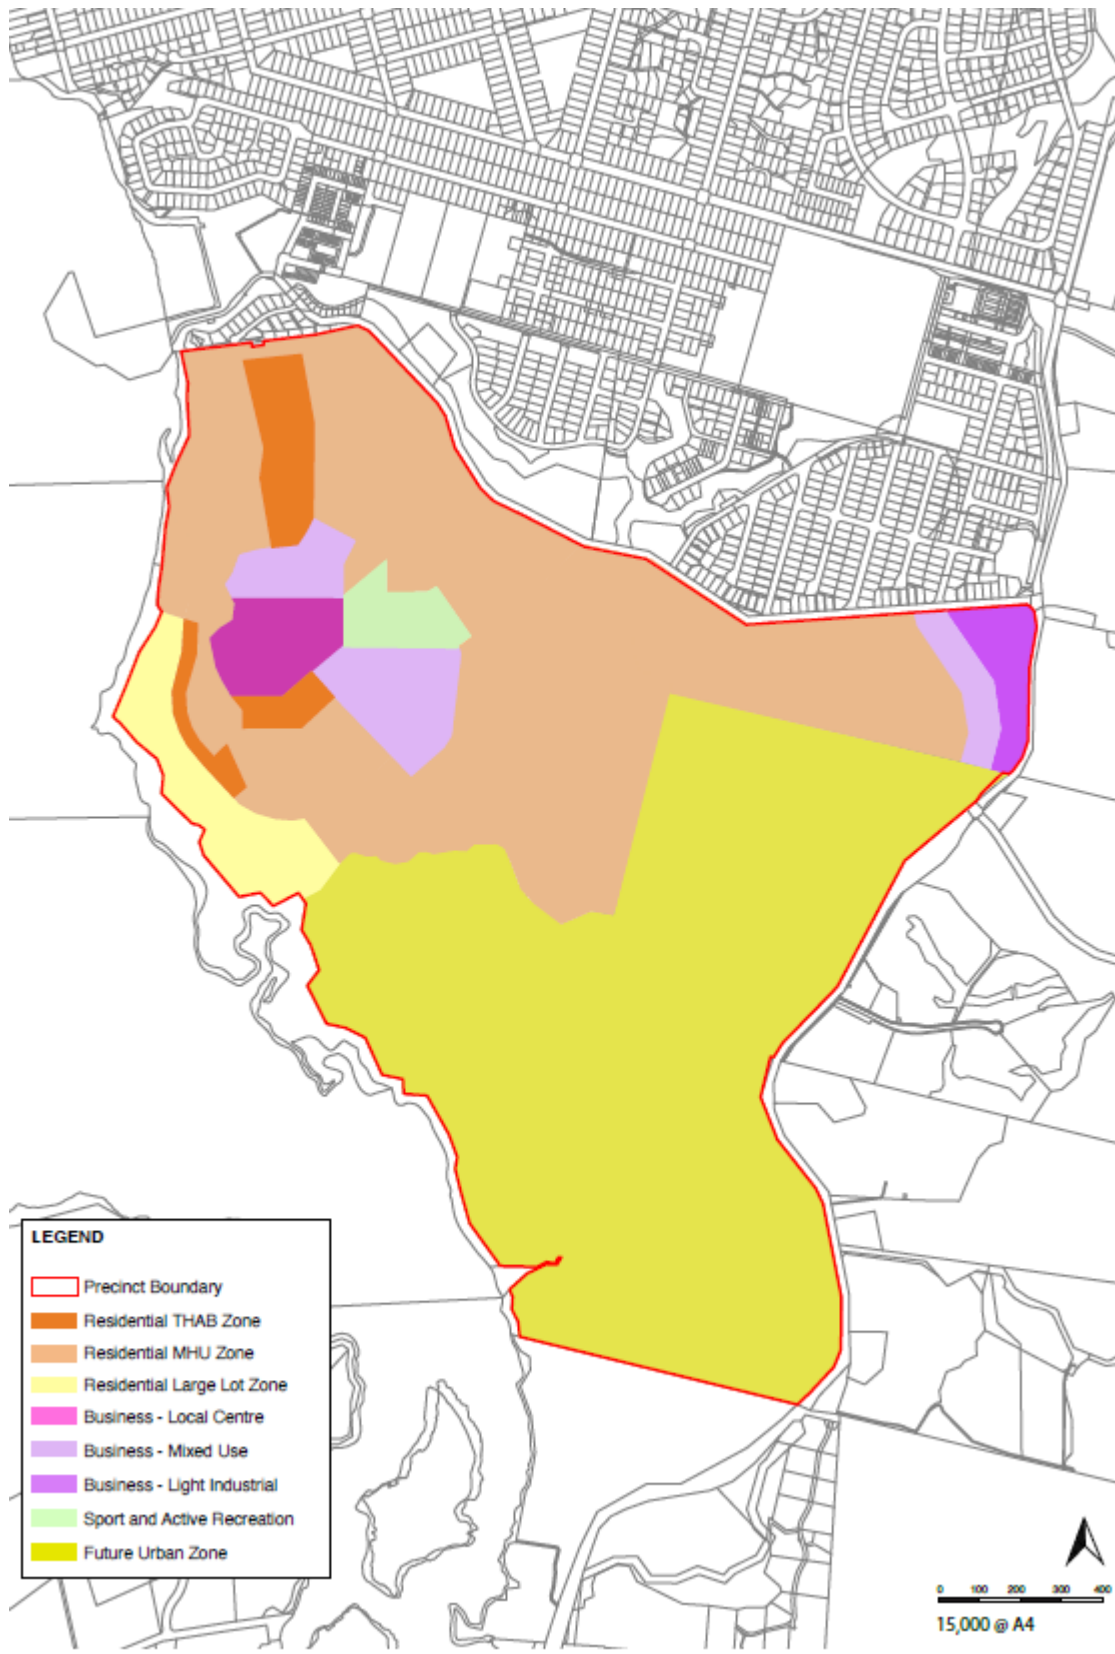 LEGEND
Precinct Boundary
Residential THAB Zone
Residential MHU Zone
Residential Large Lot Zone
Business - Local Centre
Business - Mixed Use
Business - Light Industrial
Sport and Active Recreation
Future Urban Zone
0 100 200 300 400
15,000 @ A4